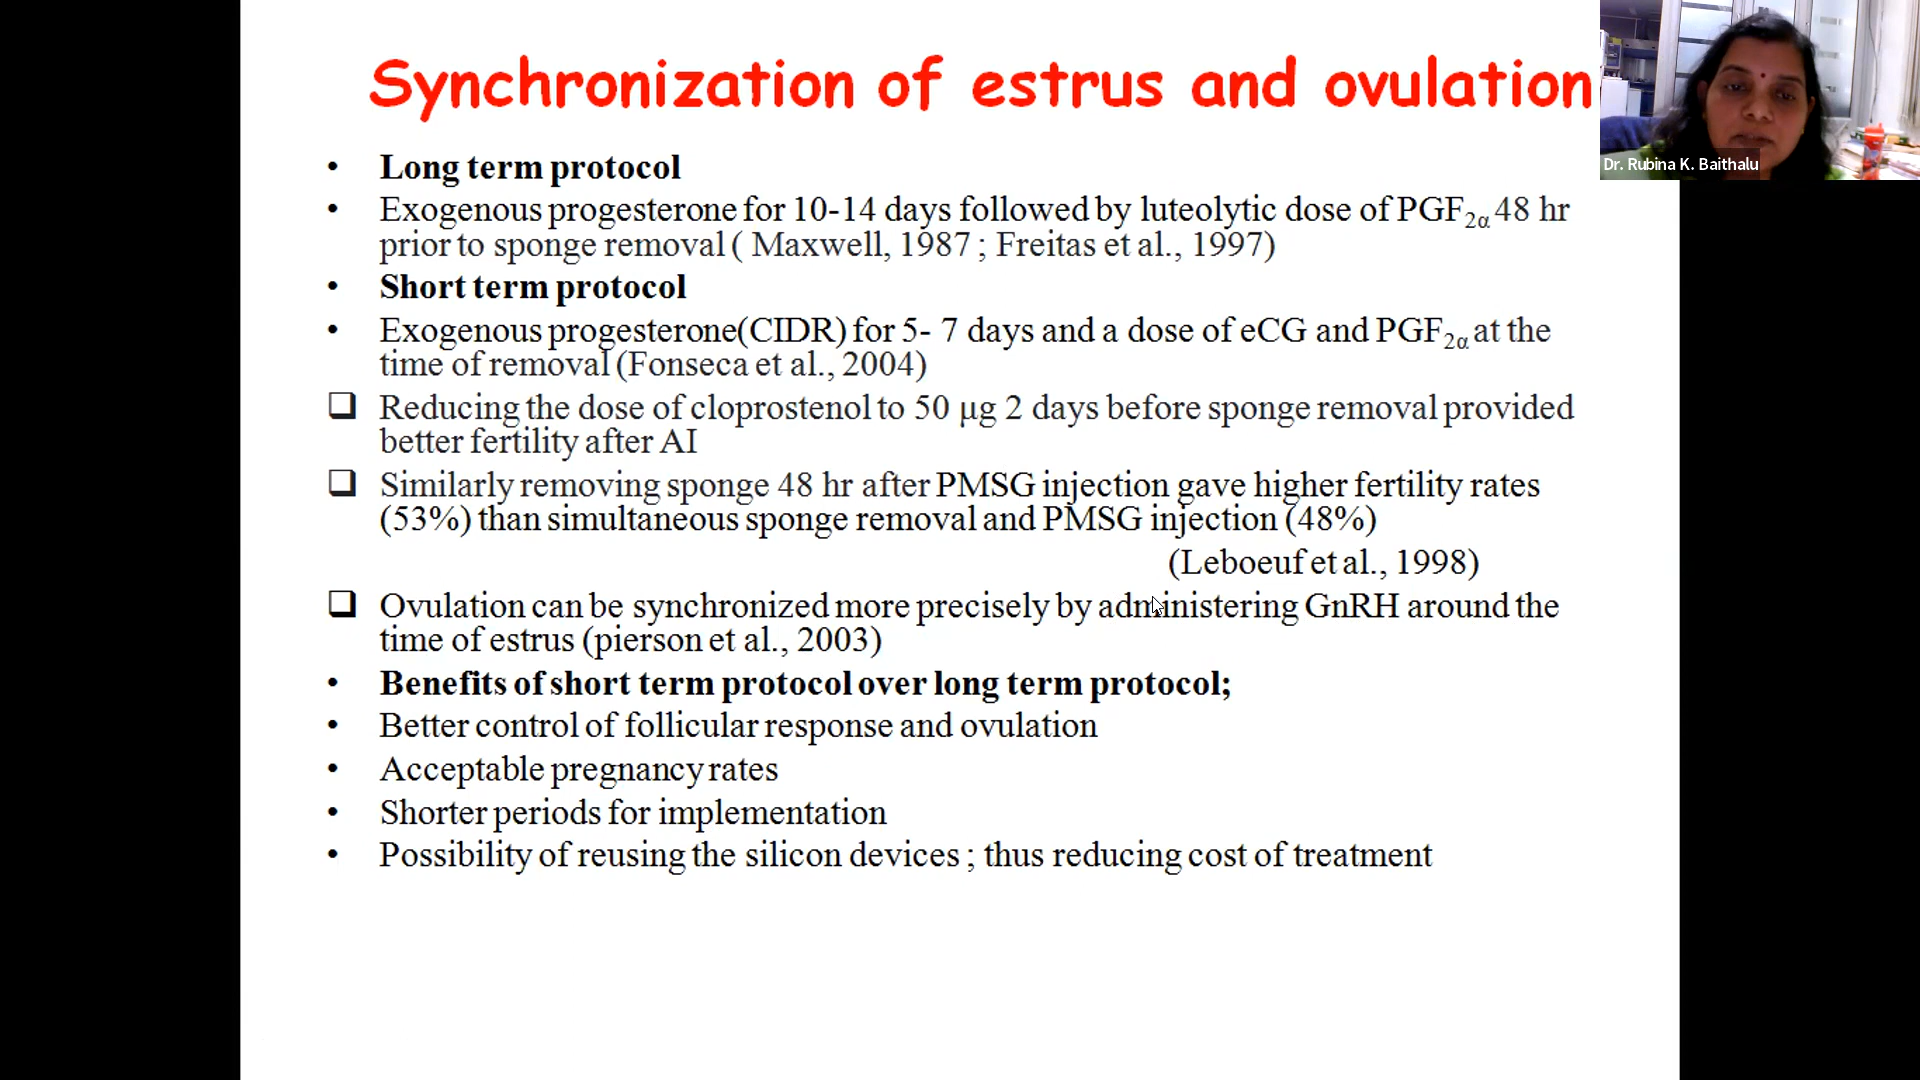 Synchronization of estrus and ovulation
Dr. Rubina K. Baithalu
• Long term protocol
• Exogenous progesterone for 10-14 days followed by luteolytic dose of PGF₂α 48 hr
prior to sponge removal ( Maxwell, 1987 ; Freitas et al., 1997)
• Short term protocol
• Exogenous progesterone(CIDR) for 5- 7 days and a dose of eCG and PGF₂α at the
time of removal (Fonseca et al., 2004)
❑ Reducing the dose of cloprostenol to 50 μg 2 days before sponge removal provided
better fertility after AI
❑ Similarly removing sponge 48 hr after PMSG injection gave higher fertility rates
(53%) than simultaneous sponge removal and PMSG injection (48%)
(Leboeuf et al., 1998)
❑ Ovulation can be synchronized more precisely by administering GnRH around the
time of estrus (pierson et al., 2003)
• Benefits of short term protocol over long term protocol;
• Better control of follicular response and ovulation
• Acceptable pregnancy rates
• Shorter periods for implementation
• Possibility of reusing the silicon devices ; thus reducing cost of treatment